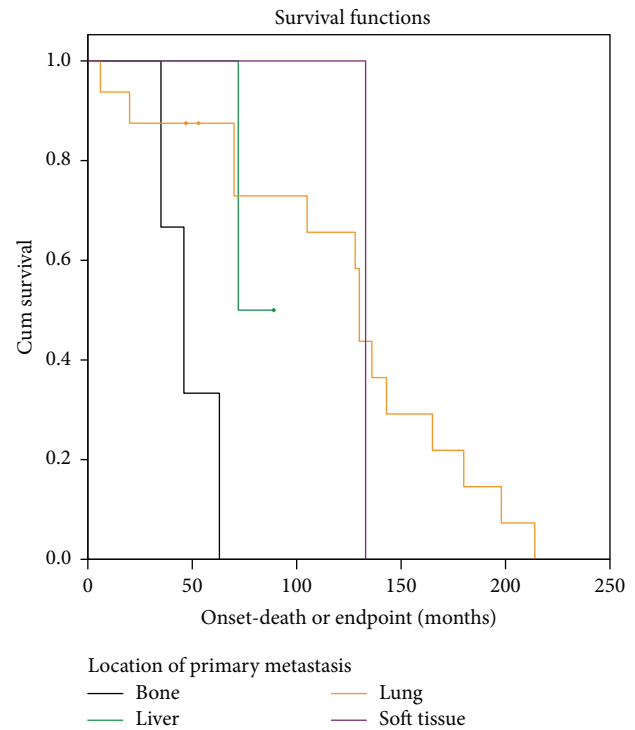 Survival functions
1.0
0.8
0.6
0.4
0.2
0.0
Cum survival
0 50 100 150 200 250
Onset-death or endpoint (months)
Location of primary metastasis
Bone Lung
Liver Soft tissue